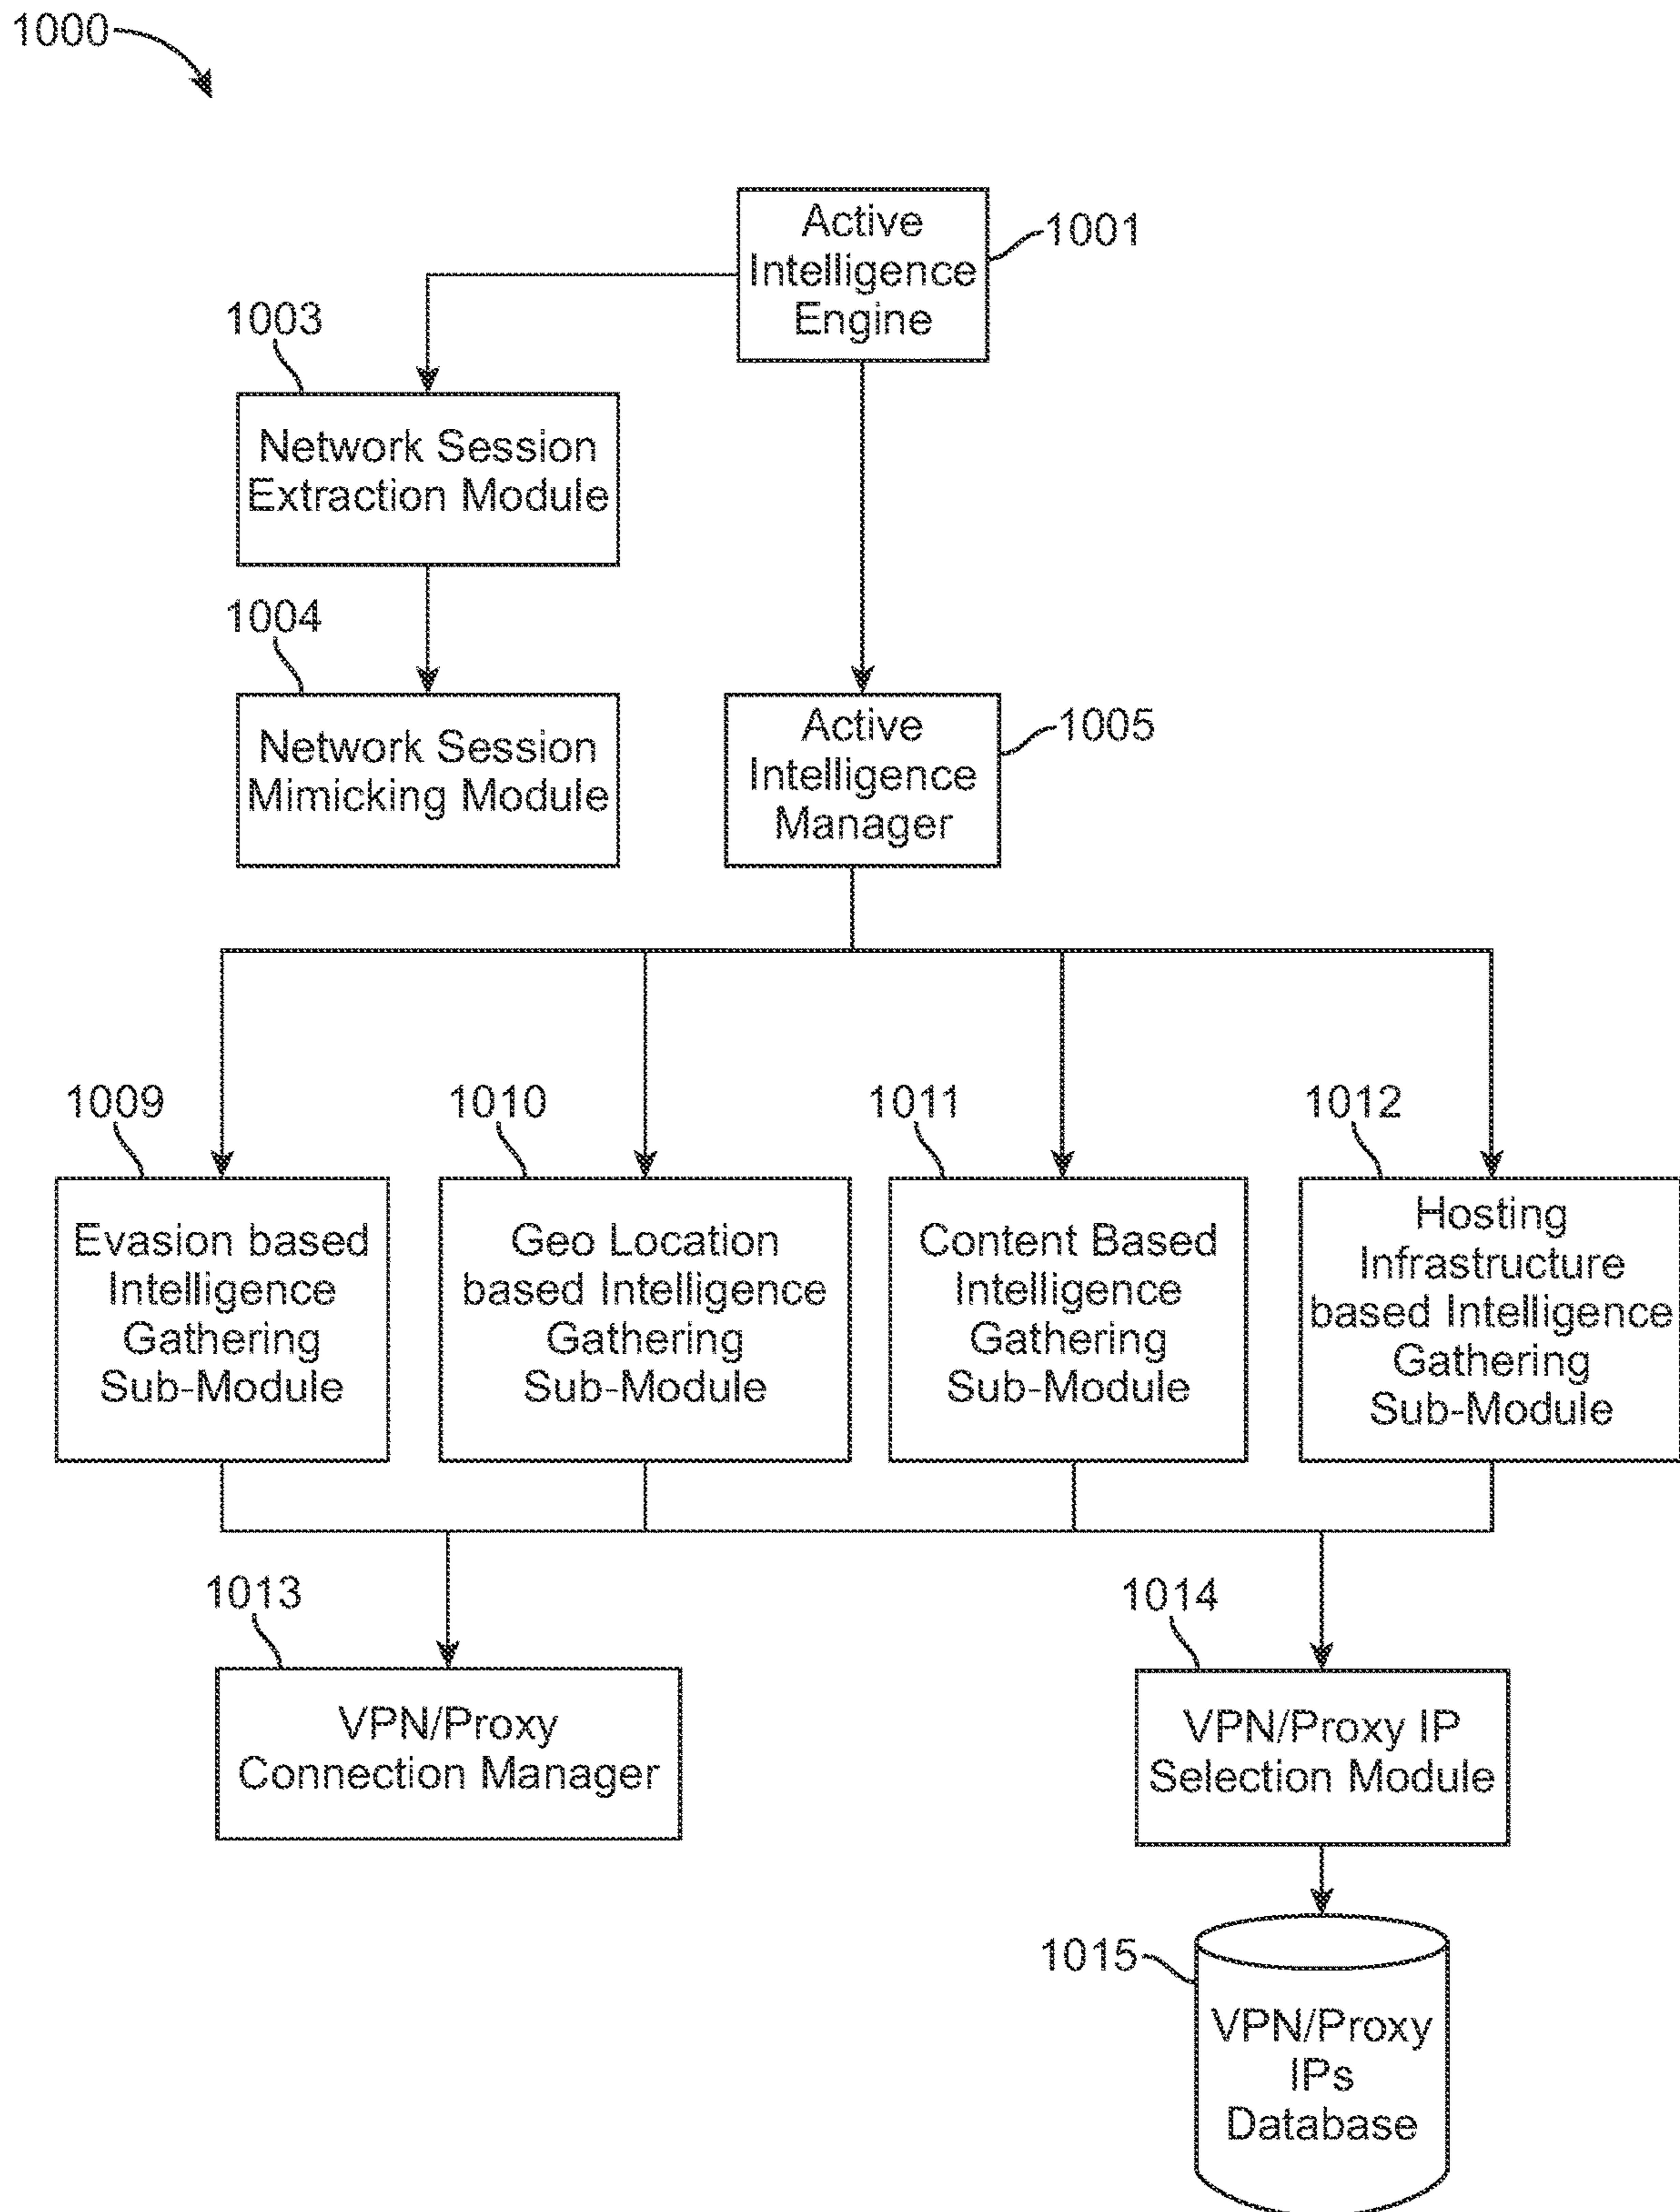 1000
Active
Intelligence
Engine
1001
1003
Network Session
Extraction Module
1004
Network Session
Mimicking Module
Active
Intelligence
Manager
1005
1009
Evasion based
Intelligence
Gathering
Sub-Module
1010
Geo Location
based Intelligence
Gathering
Sub-Module
1011
Content Based
Intelligence
Gathering
Sub-Module
1012
Hosting
Infrastructure
based Intelligence
Gathering
Sub-Module
1013
VPN/Proxy
Connection Manager
1014
VPN/Proxy IP
Selection Module
1015
VPN/Proxy
IPs
Database